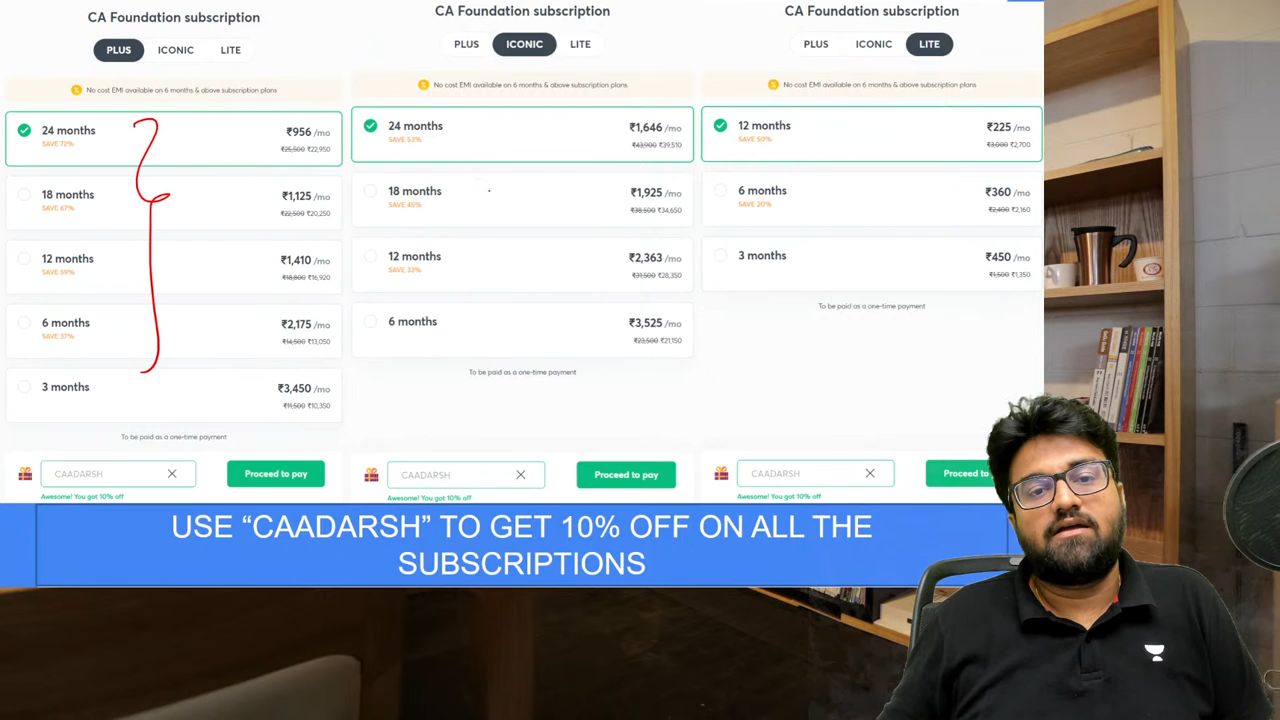 CA Foundation subscription
PLUS ICONIC LITE
No cost EMI available on 6 months & above subscription plans
24 months ₹956 /mo
SAVE 72% ₹25,500 ₹22,950
18 months ₹1,125 /mo
SAVE 67% ₹22,500 ₹20,250
12 months ₹1,410 /mo
SAVE 59% ₹18,800 ₹16,920
6 months ₹2,175 /mo
SAVE 37% ₹14,500 ₹13,050
3 months ₹3,450 /mo
₹11,500 ₹10,350
To be paid as a one-time payment
CAADARSH Proceed to pay
Awesome! You got 10% off
CA Foundation subscription
PLUS ICONIC LITE
No cost EMI available on 6 months & above subscription plans
24 months ₹1,646 /mo
SAVE 53% ₹43,900 ₹39,510
18 months ₹1,925 /mo
SAVE 45% ₹38,500 ₹34,650
12 months ₹2,363 /mo
SAVE 33% ₹31,500 ₹28,350
6 months ₹3,525 /mo
₹23,500 ₹21,150
To be paid as a one-time payment
CAADARSH Proceed to pay
Awesome! You got 10% off
CA Foundation subscription
PLUS ICONIC LITE
No cost EMI available on 6 months & above subscription plans
12 months ₹225 /mo
SAVE 50% ₹3,000 ₹2,700
6 months ₹360 /mo
SAVE 20% ₹2,400 ₹2,160
3 months ₹450 /mo
₹1,500 ₹1,350
To be paid as a one-time payment
CAADARSH Proceed to
Awesome! You got 10% off
USE “CAADARSH” TO GET 10% OFF ON ALL THE
SUBSCRIPTIONS